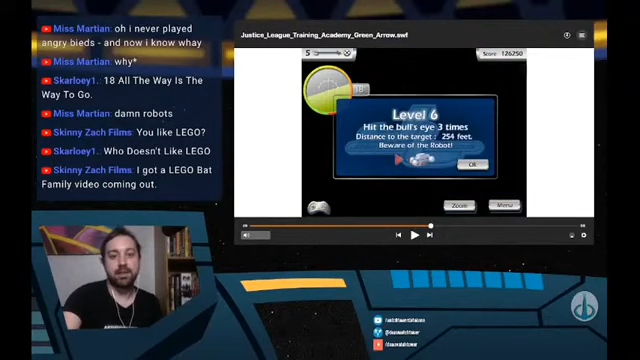 Miss Martian: oh i never played
angry bieds - and now i know whay
Miss Martian: why*
Skarloey1.: 18 All The Way Is The
Way To Go.
Miss Martian: damn robots
Skinny Zach Films: You like LEGO?
Skarloey1.: Who Doesn't Like LEGO
Skinny Zach Films: I got a LEGO Bat
Family video coming out.
Justice_League_Training_Academy_Green_Arrow.swf
5
Score: 126250
18
Level 6
Hit the bull's eye 3 times
Distance to the target: 254 feet.
Beware of the Robot!
OK
Zoom
Menu